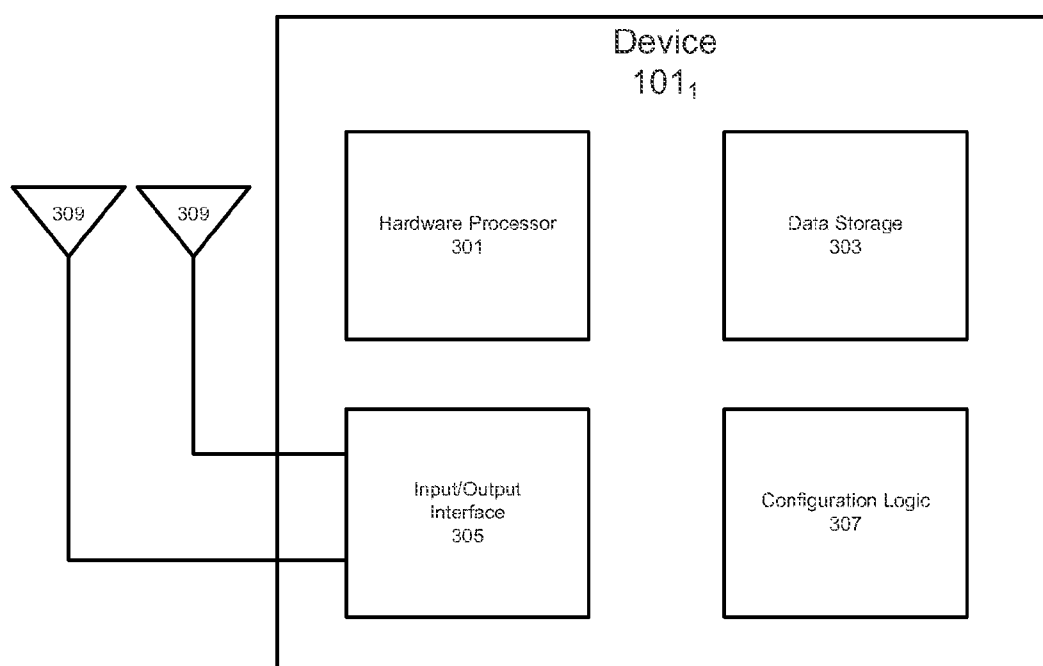 Device
101₁
309
309
Hardware Processor
301
Data Storage
303
Input/Output
Interface
305
Configuration Logic
307